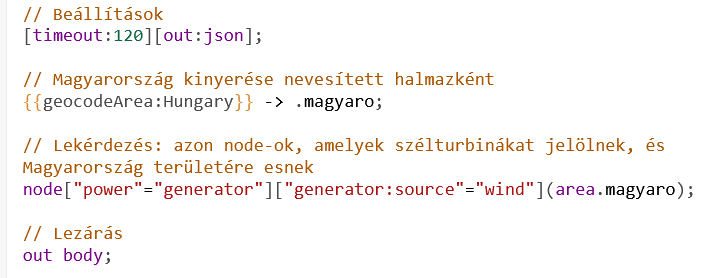 // Beállítások
[timeout:120][out:json];
// Magyarország kinyerése nevesített halmazként
{{geocodeArea:Hungary}} -> .magyaro;
// Lekérdezés: azon node-ok, amelyek szélturbinákat jelölnek, és
Magyarország területére esnek
node["power"="generator"]["generator:source"="wind"](area.magyaro);
// Lezárás
out body;